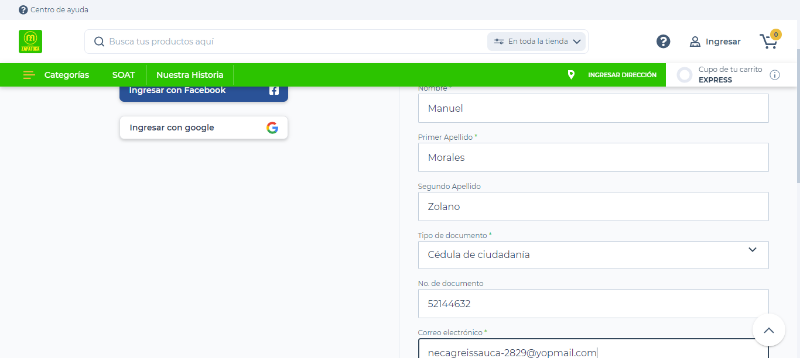 Centro de ayuda
Busca tus productos aquí
En toda la tienda
Ingresar
0
Categorías
SOAT
Nuestra Historia
INGRESAR DIRECCIÓN
Cupo de tu carrito
EXPRESS
Ingresar con Facebook
Ingresar con google
Nombre *
Manuel
Primer Apellido *
Morales
Segundo Apellido
Zolano
Tipo de documento *
Cédula de ciudadanía
No. de documento
52144632
Correo electrónico *
necagreissauca-2829@yopmail.com